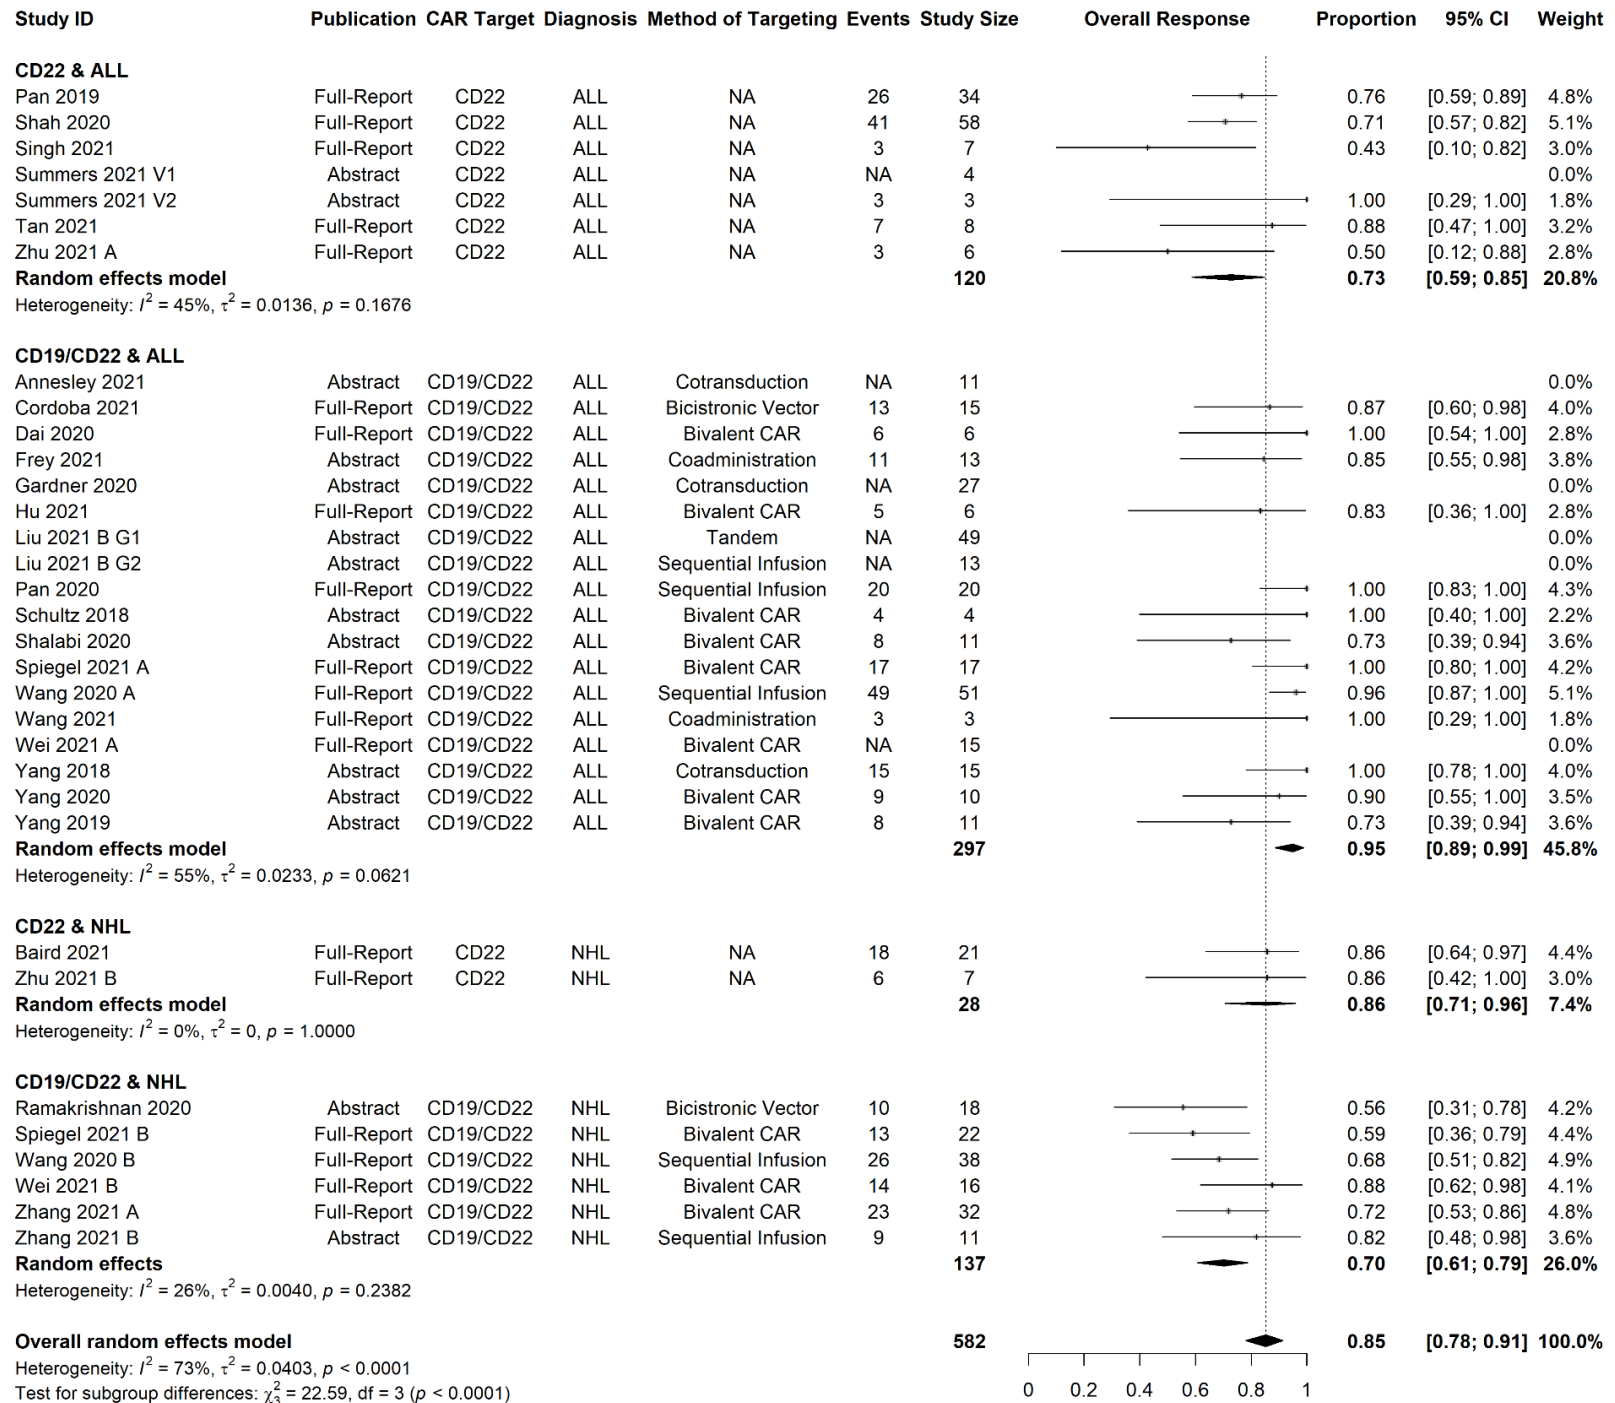 Study ID Publication CAR Target Diagnosis Method of Targeting Events Study Size Overall Response Proportion 95% CI Weight
CD22 & ALL
Pan 2019 Full-Report CD22 ALL NA 26 34 0.76 [0.59; 0.89] 4.8%
Shah 2020 Full-Report CD22 ALL NA 41 58 0.71 [0.57; 0.82] 5.1%
Singh 2021 Full-Report CD22 ALL NA 3 7 0.43 [0.10; 0.82] 3.0%
Summers 2021 V1 Abstract CD22 ALL NA NA 4 0.0%
Summers 2021 V2 Abstract CD22 ALL NA 3 3 1.00 [0.29; 1.00] 1.8%
Tan 2021 Full-Report CD22 ALL NA 7 8 0.88 [0.47; 1.00] 3.2%
Zhu 2021 A Full-Report CD22 ALL NA 3 6 0.50 [0.12; 0.88] 2.8%
Random effects model 120 0.73 [0.59; 0.85] 20.8%
Heterogeneity: I² = 45%, τ² = 0.0136, p = 0.1676
CD19/CD22 & ALL
Annesley 2021 Abstract CD19/CD22 ALL Cotransduction NA 11 0.0%
Cordoba 2021 Full-Report CD19/CD22 ALL Bicistronic Vector 13 15 0.87 [0.60; 0.98] 4.0%
Dai 2020 Full-Report CD19/CD22 ALL Bivalent CAR 6 6 1.00 [0.54; 1.00] 2.8%
Frey 2021 Abstract CD19/CD22 ALL Coadministration 11 13 0.85 [0.55; 0.98] 3.8%
Gardner 2020 Abstract CD19/CD22 ALL Cotransduction NA 27 0.0%
Hu 2021 Full-Report CD19/CD22 ALL Bivalent CAR 5 6 0.83 [0.36; 1.00] 2.8%
Liu 2021 B G1 Abstract CD19/CD22 ALL Tandem NA 49 0.0%
Liu 2021 B G2 Abstract CD19/CD22 ALL Sequential Infusion NA 13 0.0%
Pan 2020 Full-Report CD19/CD22 ALL Sequential Infusion 20 20 1.00 [0.83; 1.00] 4.3%
Schultz 2018 Abstract CD19/CD22 ALL Bivalent CAR 4 4 1.00 [0.40; 1.00] 2.2%
Shalabi 2020 Abstract CD19/CD22 ALL Bivalent CAR 8 11 0.73 [0.39; 0.94] 3.6%
Spiegel 2021 A Full-Report CD19/CD22 ALL Bivalent CAR 17 17 1.00 [0.80; 1.00] 4.2%
Wang 2020 A Full-Report CD19/CD22 ALL Sequential Infusion 49 51 0.96 [0.87; 1.00] 5.1%
Wang 2021 Full-Report CD19/CD22 ALL Coadministration 3 3 1.00 [0.29; 1.00] 1.8%
Wei 2021 A Full-Report CD19/CD22 ALL Bivalent CAR NA 15 0.0%
Yang 2018 Abstract CD19/CD22 ALL Cotransduction 15 15 1.00 [0.78; 1.00] 4.0%
Yang 2020 Abstract CD19/CD22 ALL Bivalent CAR 9 10 0.90 [0.55; 1.00] 3.5%
Yang 2019 Abstract CD19/CD22 ALL Bivalent CAR 8 11 0.73 [0.39; 0.94] 3.6%
Random effects model 297 0.95 [0.89; 0.99] 45.8%
Heterogeneity: I² = 55%, τ² = 0.0233, p = 0.0621
CD22 & NHL
Baird 2021 Full-Report CD22 NHL NA 18 21 0.86 [0.64; 0.97] 4.4%
Zhu 2021 B Full-Report CD22 NHL NA 6 7 0.86 [0.42; 1.00] 3.0%
Random effects model 28 0.86 [0.71; 0.96] 7.4%
Heterogeneity: I² = 0%, τ² = 0, p = 1.0000
CD19/CD22 & NHL
Ramakrishnan 2020 Abstract CD19/CD22 NHL Bicistronic Vector 10 18 0.56 [0.31; 0.78] 4.2%
Spiegel 2021 B Full-Report CD19/CD22 NHL Bivalent CAR 13 22 0.59 [0.36; 0.79] 4.4%
Wang 2020 B Full-Report CD19/CD22 NHL Sequential Infusion 26 38 0.68 [0.51; 0.82] 4.9%
Wei 2021 B Full-Report CD19/CD22 NHL Bivalent CAR 14 16 0.88 [0.62; 0.98] 4.1%
Zhang 2021 A Full-Report CD19/CD22 NHL Bivalent CAR 23 32 0.72 [0.53; 0.86] 4.8%
Zhang 2021 B Abstract CD19/CD22 NHL Sequential Infusion 9 11 0.82 [0.48; 0.98] 3.6%
Random effects 137 0.70 [0.61; 0.79] 26.0%
Heterogeneity: I² = 26%, τ² = 0.0040, p = 0.2382
Overall random effects model 582 0.85 [0.78; 0.91] 100.0%
Heterogeneity: I² = 73%, τ² = 0.0403, p < 0.0001
Test for subgroup differences: χ²₃ = 22.59, df = 3 (p < 0.0001)
0 0.2 0.4 0.6 0.8 1